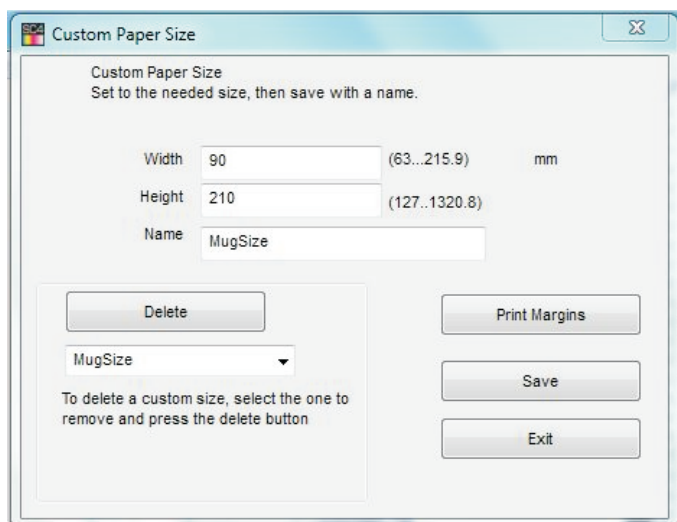 SC4
Custom Paper Size
Custom Paper Size
Set to the needed size, then save with a name.
Width 90 (63...215.9) mm
Height 210 (127..1320.8)
Name MugSize
Delete
Print Margins
MugSize
Save
To delete a custom size, select the one to
remove and press the delete button
Exit